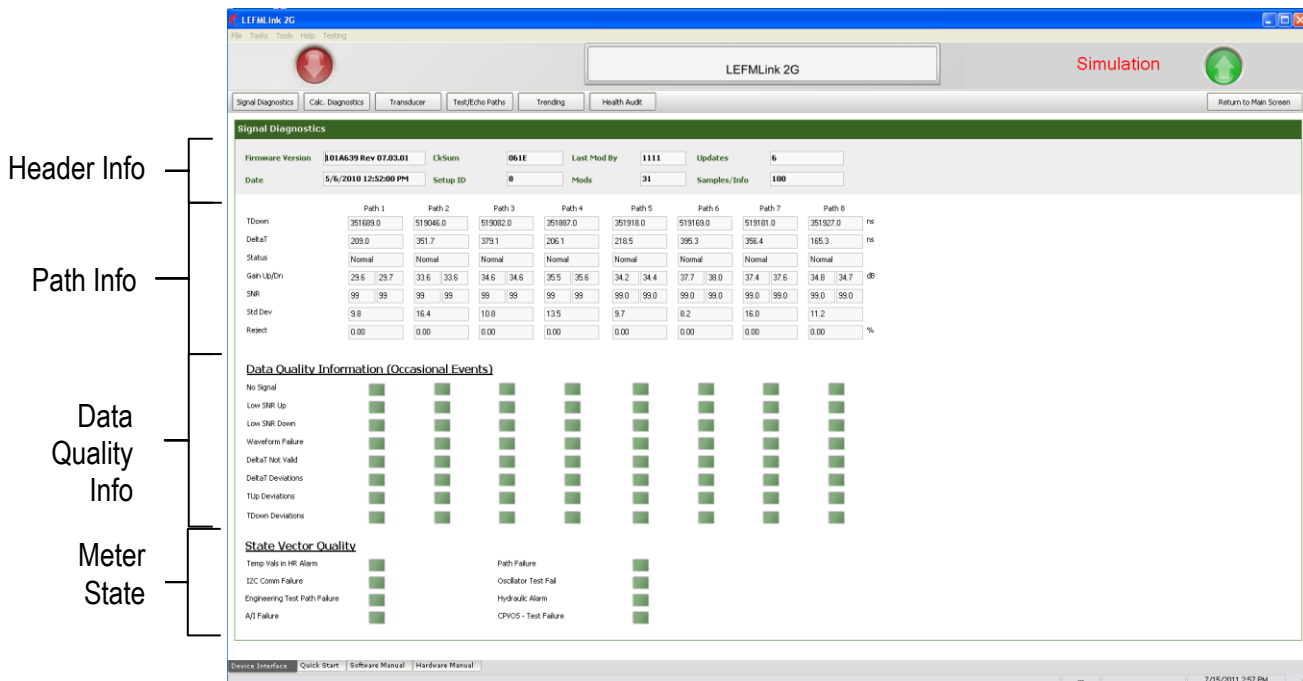 LEFMLink 2G
File Tasks Tools Help Testing
LEFMLink 2G
Simulation
Signal Diagnostics Calc. Diagnostics Transducer Test/Echo Paths Trending Health Audit Return to Main Screen
Signal Diagnostics
Header Info
Firmware Version 101A639 Rev 07.03.01 CkSum 061E Last Mod By 1111 Updates 6
Date 5/6/2010 12:52:00 PM Setup ID 8 Mods 31 Samples/Info 100
Path Info
Path 1 Path 2 Path 3 Path 4 Path 5 Path 6 Path 7 Path 8
TDown 351689.0 519046.0 519082.0 351887.0 351918.0 519169.0 519181.0 351927.0 ns
DeltaT 209.0 351.7 379.1 206.1 218.5 395.3 356.4 165.3 ns
Status Normal Normal Normal Normal Normal Normal Normal Normal
Gain Up/Dn 29.6 29.7 33.6 33.6 34.6 34.6 35.5 35.6 34.2 34.4 37.7 38.0 37.4 37.6 34.8 34.7 dB
SNR 99 99 99 99 99 99 99 99 99.0 99.0 99.0 99.0 99.0 99.0 99.0 99.0
Std Dev 9.8 16.4 10.8 13.5 9.7 8.2 16.0 11.2
Reject 0.00 0.00 0.00 0.00 0.00 0.00 0.00 0.00 %
Data Quality Info
Data Quality Information (Occasional Events)
No Signal
Low SNR Up
Low SNR Down
Waveform Failure
DeltaT Not Valid
DeltaT Deviations
TUp Deviations
TDown Deviations
Meter State
State Vector Quality
Temp Vals in HR Alarm Path Failure
I2C Comm Failure Oscillator Test Fail
Engineering Test Path Failure Hydraulic Alarm
A/I Failure CPVOS - Test Failure
Device Interface Quick Start Software Manual Hardware Manual
7/15/2011 2:57 PM